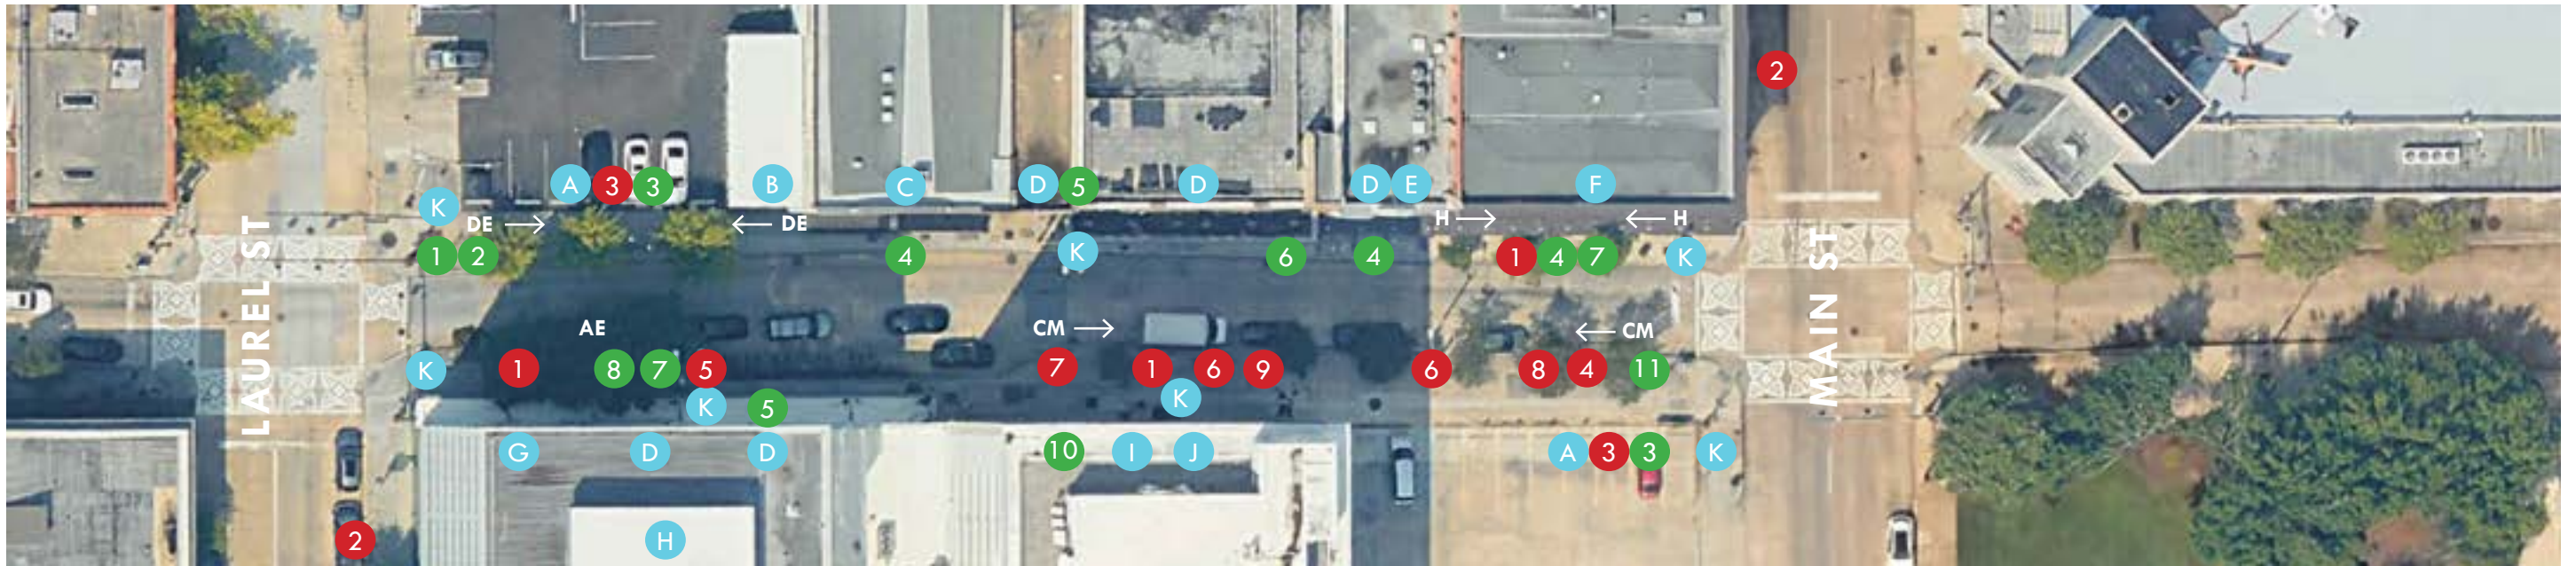 2
A 3 3 B C D 5 D D E F
K
DE → ← DE H → ← H
1 2 4 K 6 4 1 4 7 K
LAUREL ST
MAIN ST
AE CM → ← CM
K 1 8 7 5 7 1 6 9 6 8 4 11
K 5 K
G D D 10 I J A 3 3 K
2 H